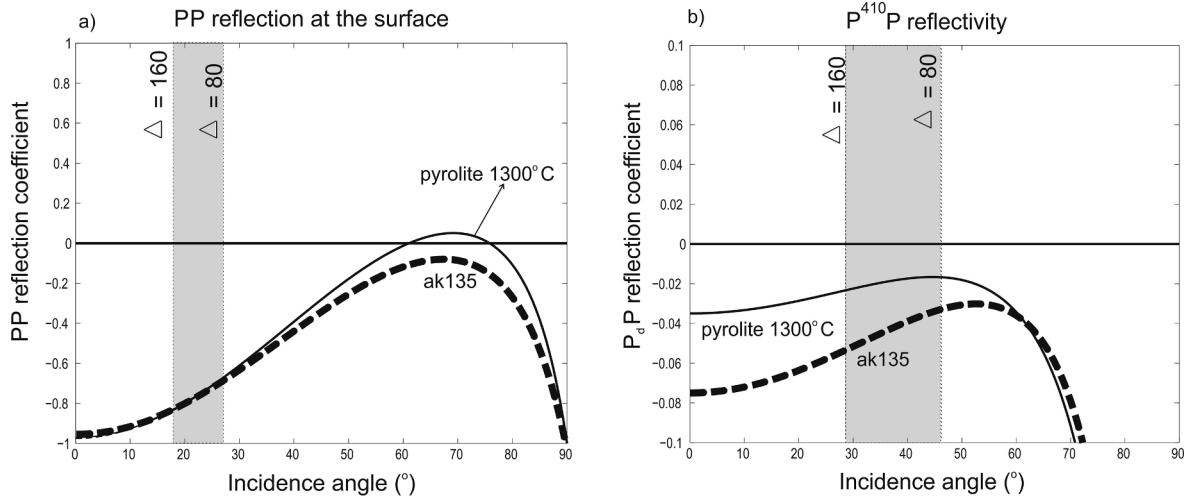 a) PP reflection at the surface
PP reflection coefficient
1
0.8
0.6
0.4
0.2
0
−0.2
−0.4
−0.6
−0.8
−1
△ = 160
△ = 80
pyrolite 1300°C
ak135
0 10 20 30 40 50 60 70 80 90
Incidence angle (°)
b) P⁴¹⁰P reflectivity
P_d P reflection coefficient
0.1
0.08
0.06
0.04
0.02
0
−0.02
−0.04
−0.06
−0.08
−0.1
△ = 160
△ = 80
pyrolite 1300°C
ak135
0 10 20 30 40 50 60 70 80 90
Incidence angle (°)